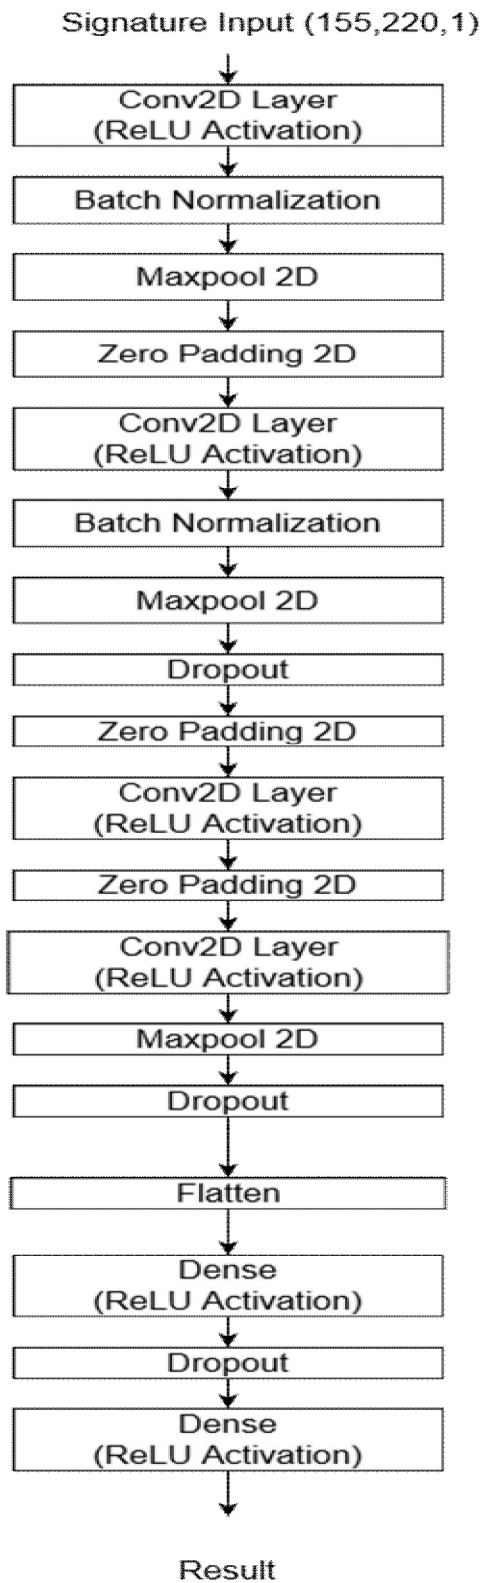 Signature Input (155,220,1)
Conv2D Layer
(ReLU Activation)
Batch Normalization
Maxpool 2D
Zero Padding 2D
Conv2D Layer
(ReLU Activation)
Batch Normalization
Maxpool 2D
Dropout
Zero Padding 2D
Conv2D Layer
(ReLU Activation)
Zero Padding 2D
Conv2D Layer
(ReLU Activation)
Maxpool 2D
Dropout
Flatten
Dense
(ReLU Activation)
Dropout
Dense
(ReLU Activation)
Result